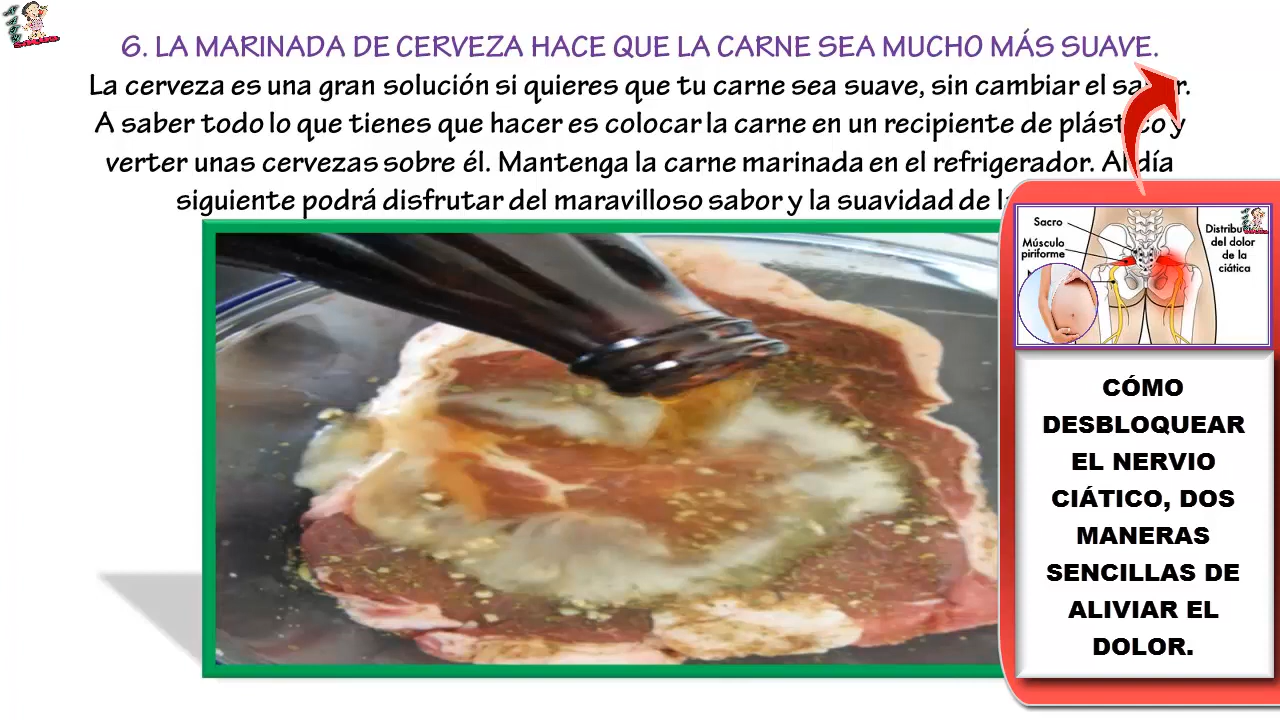 6. LA MARINADA DE CERVEZA HACE QUE LA CARNE SEA MUCHO MÁS SUAVE.
La cerveza es una gran solución si quieres que tu carne sea suave, sin cambiar el
A saber todo lo que tienes que hacer es colocar la carne en un recipiente de y
verter unas cervezas sobre él. Mantenga la carne marinada en el refrigerador. Al día
siguiente podrá disfrutar del maravilloso sabor y la suavidad de
Sacro
Músculo
piriforme
del dolor
de la
ciática
CÓMO
DESBLOQUEAR
EL NERVIO
CIÁTICO, DOS
MANERAS
SENCILLAS DE
ALIVIAR EL
DOLOR.